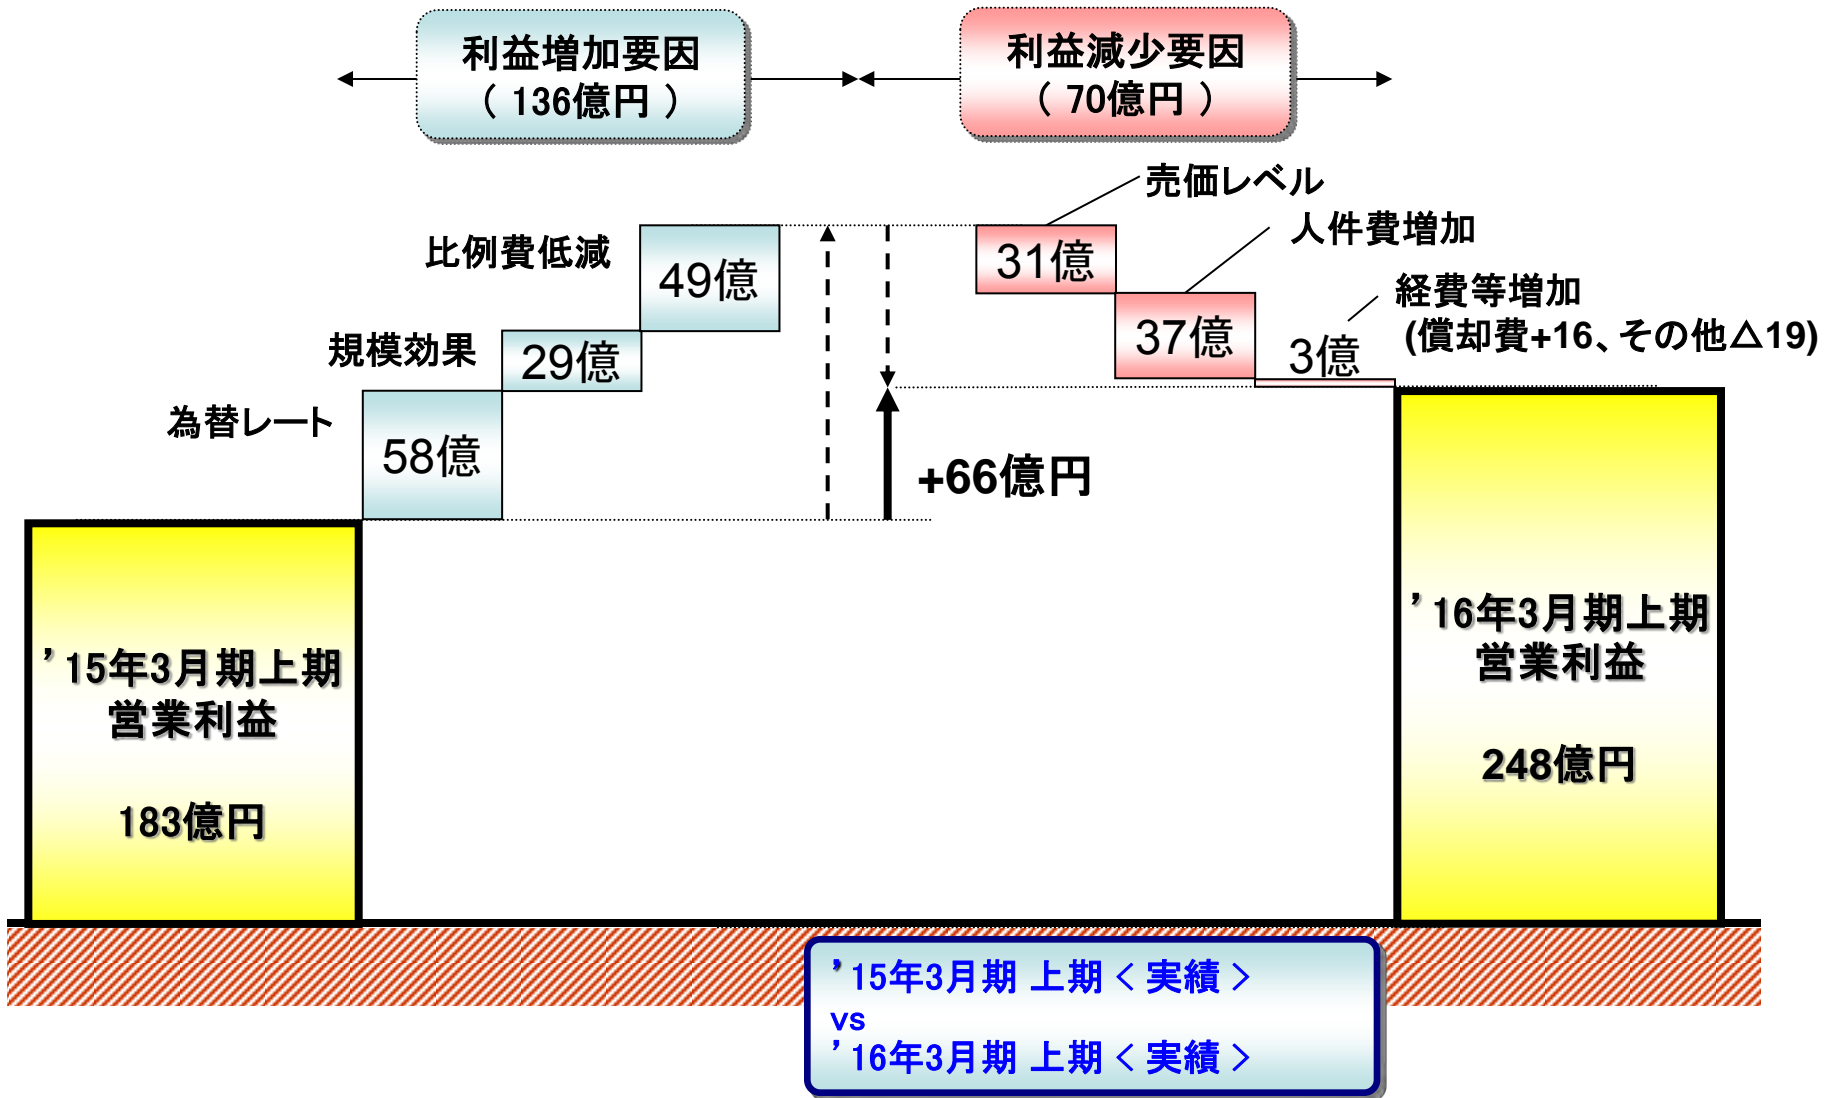 利益増加要因
( 136億円 )
利益減少要因
( 70億円 )
売価レベル
人件費増加
経費等増加
(償却費+16、その他△19)
比例費低減
規模効果
為替レート
49億
29億
58億
31億
37億
3億
+66億円
’15年3月期上期
営業利益
183億円
’16年3月期上期
営業利益
248億円
’15年3月期 上期 < 実績 >
vs
’16年3月期 上期 < 実績 >